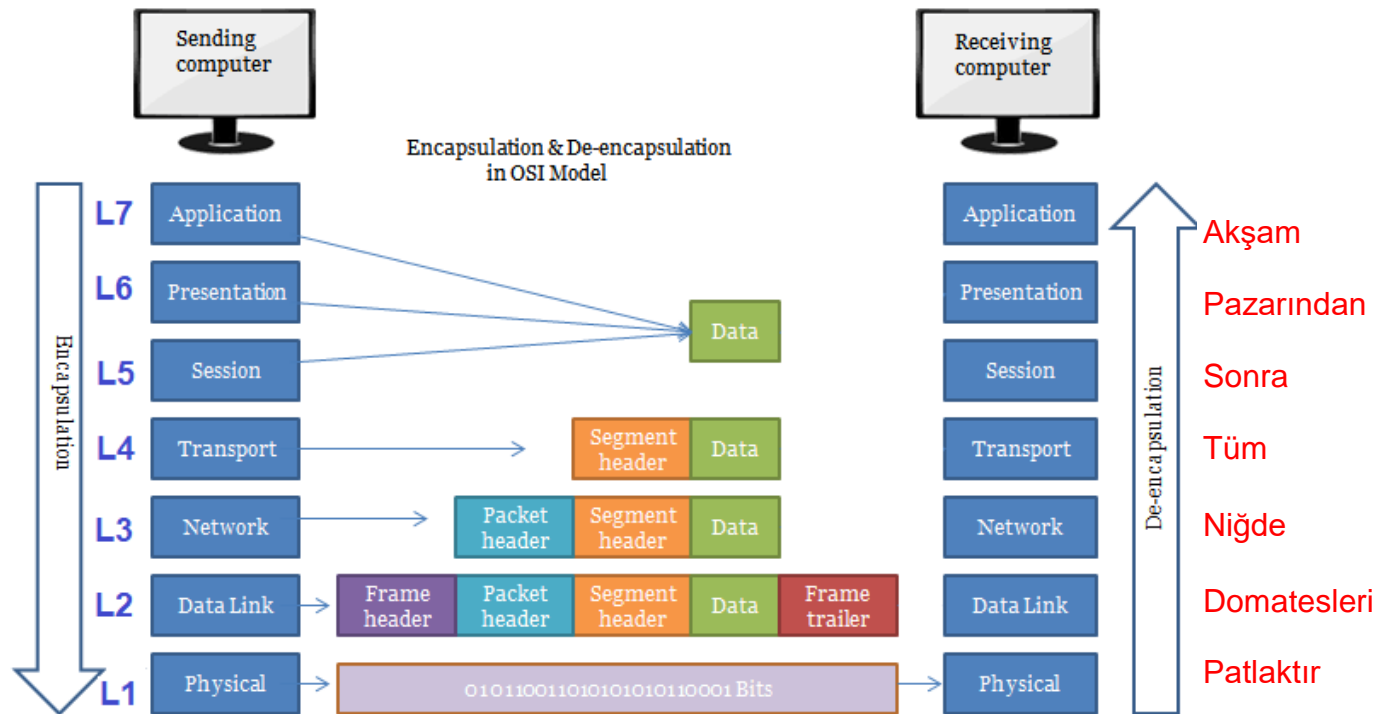 Sending
computer
Receiving
computer
Encapsulation & De-encapsulation
in OSI Model
Encapsulation
De-encapsulation
L7
Application
Application
Akşam
L6
Presentation
Presentation
Pazarından
Data
L5
Session
Session
Sonra
L4
Transport
Segment
header
Data
Transport
Tüm
L3
Network
Packet
header
Segment
header
Data
Network
Niğde
L2
Data Link
Frame
header
Packet
header
Segment
header
Data
Frame
trailer
Data Link
Domatesleri
L1
Physical
010110011010101010110001 Bits
Physical
Patlaktır